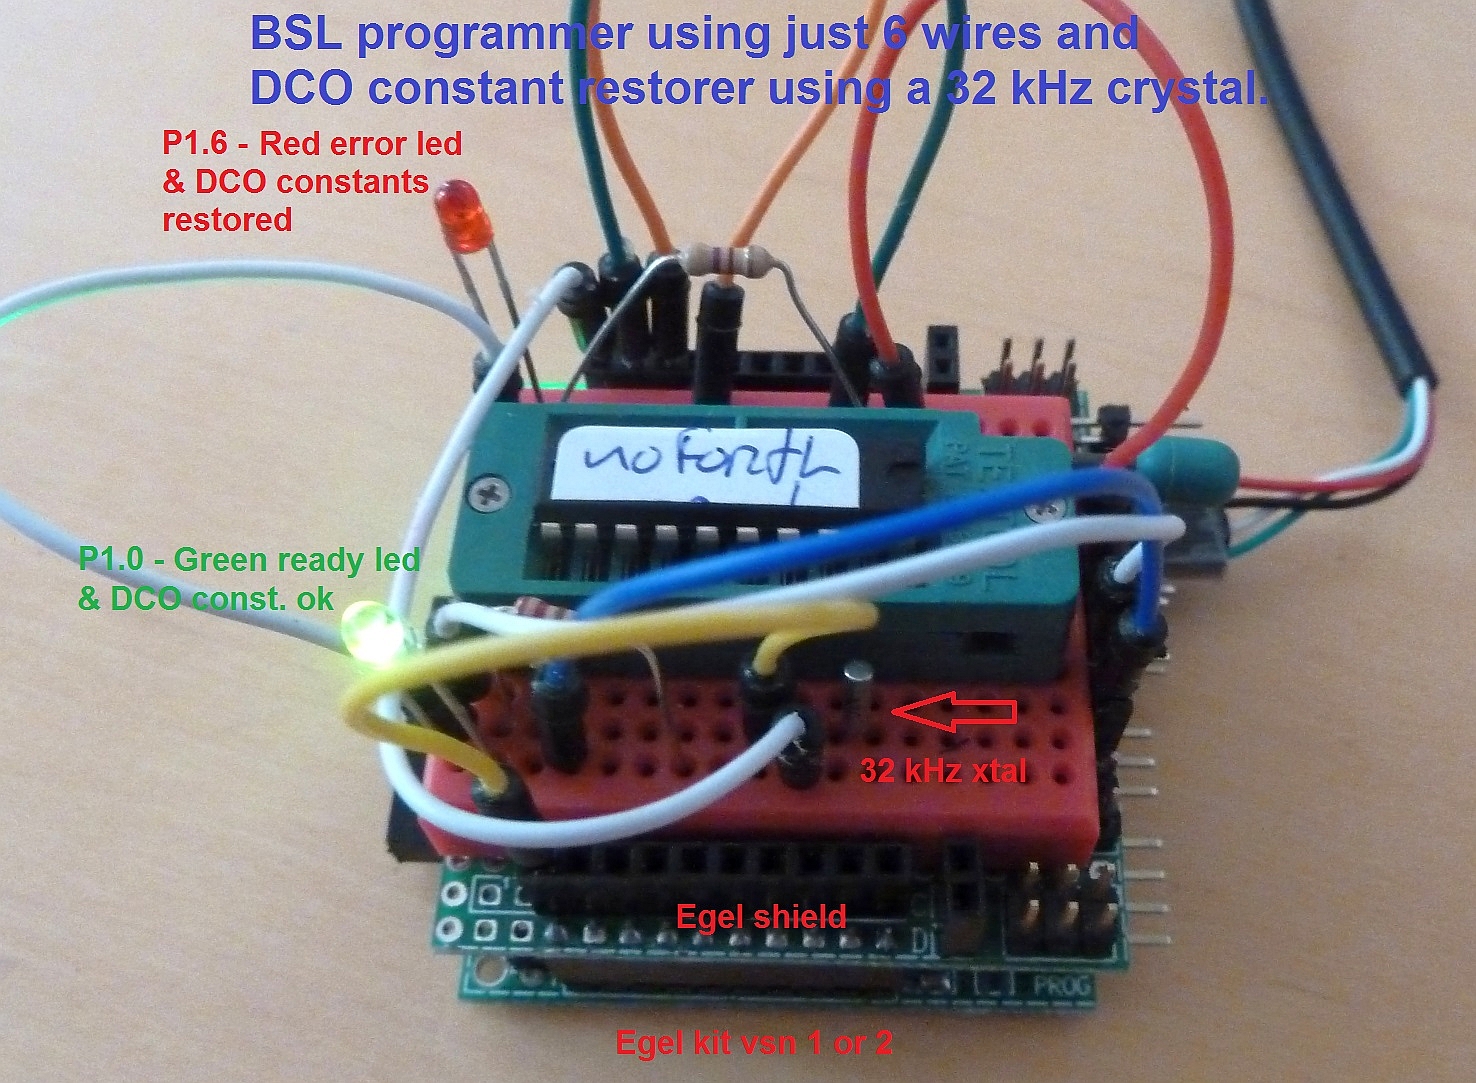 BSL programmer using just 6 wires and
DCO constant restorer using a 32 kHz crystal.
P1.6 - Red error led
& DCO constants
restored
noForth
P1.0 - Green ready led
& DCO const. ok
32 kHz xtal
Egel shield
Di
PROG
Egel kit vsn 1 or 2